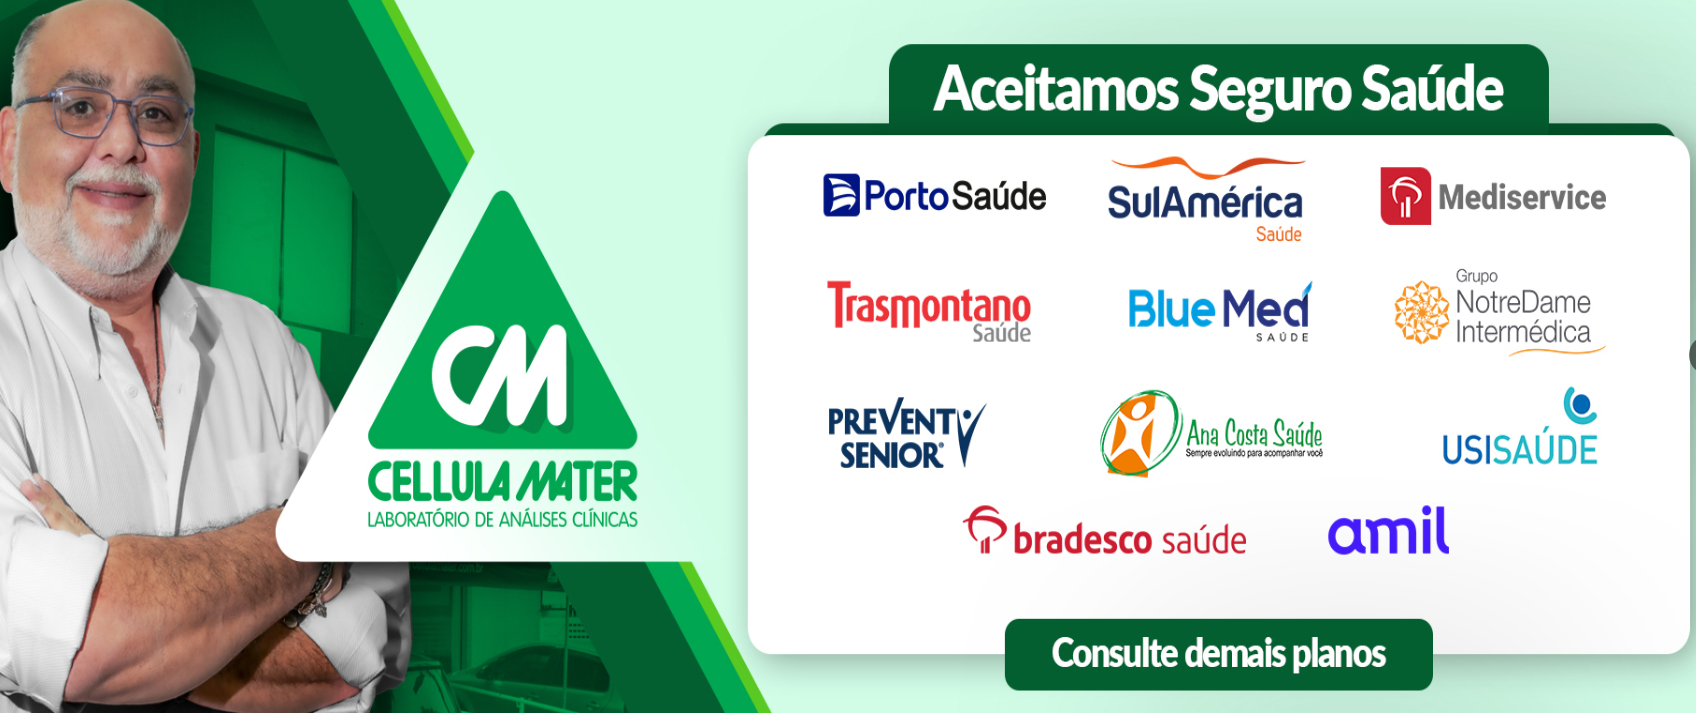 Aceitamos Seguro Saúde
Porto Saúde
SulAmérica
Saúde
Mediservice
Trasmontano
Saúde
Blue Med
SAÚDE
Grupo
NotreDame
Intermédica
PREVENT
SENIOR®
Ana Costa Saúde
Sempre evoluindo para acompanhar você
USISAÚDE
bradesco saúde
amil
Consulte demais planos
CM
CELLULA MATER
LABORATÓRIO DE ANÁLISES CLÍNICAS